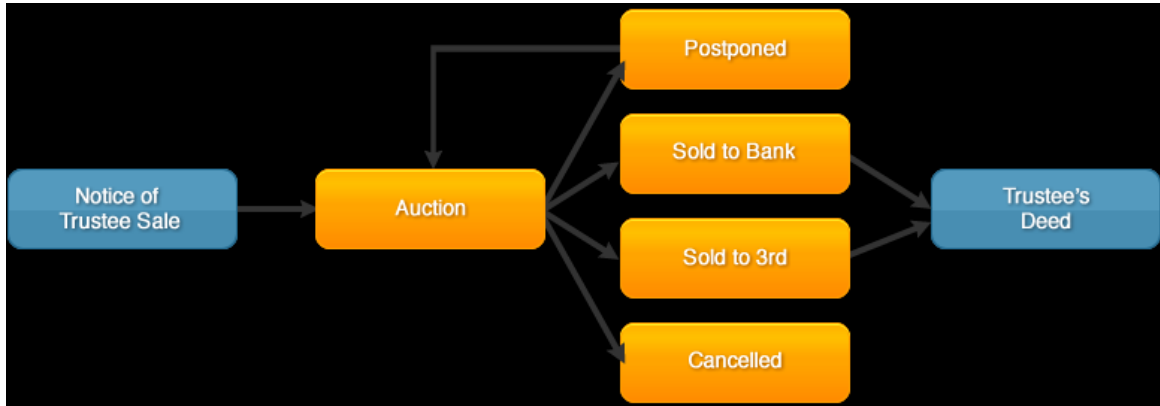 Notice of
Trustee Sale
Auction
Postponed
Sold to Bank
Sold to 3rd
Cancelled
Trustee's
Deed